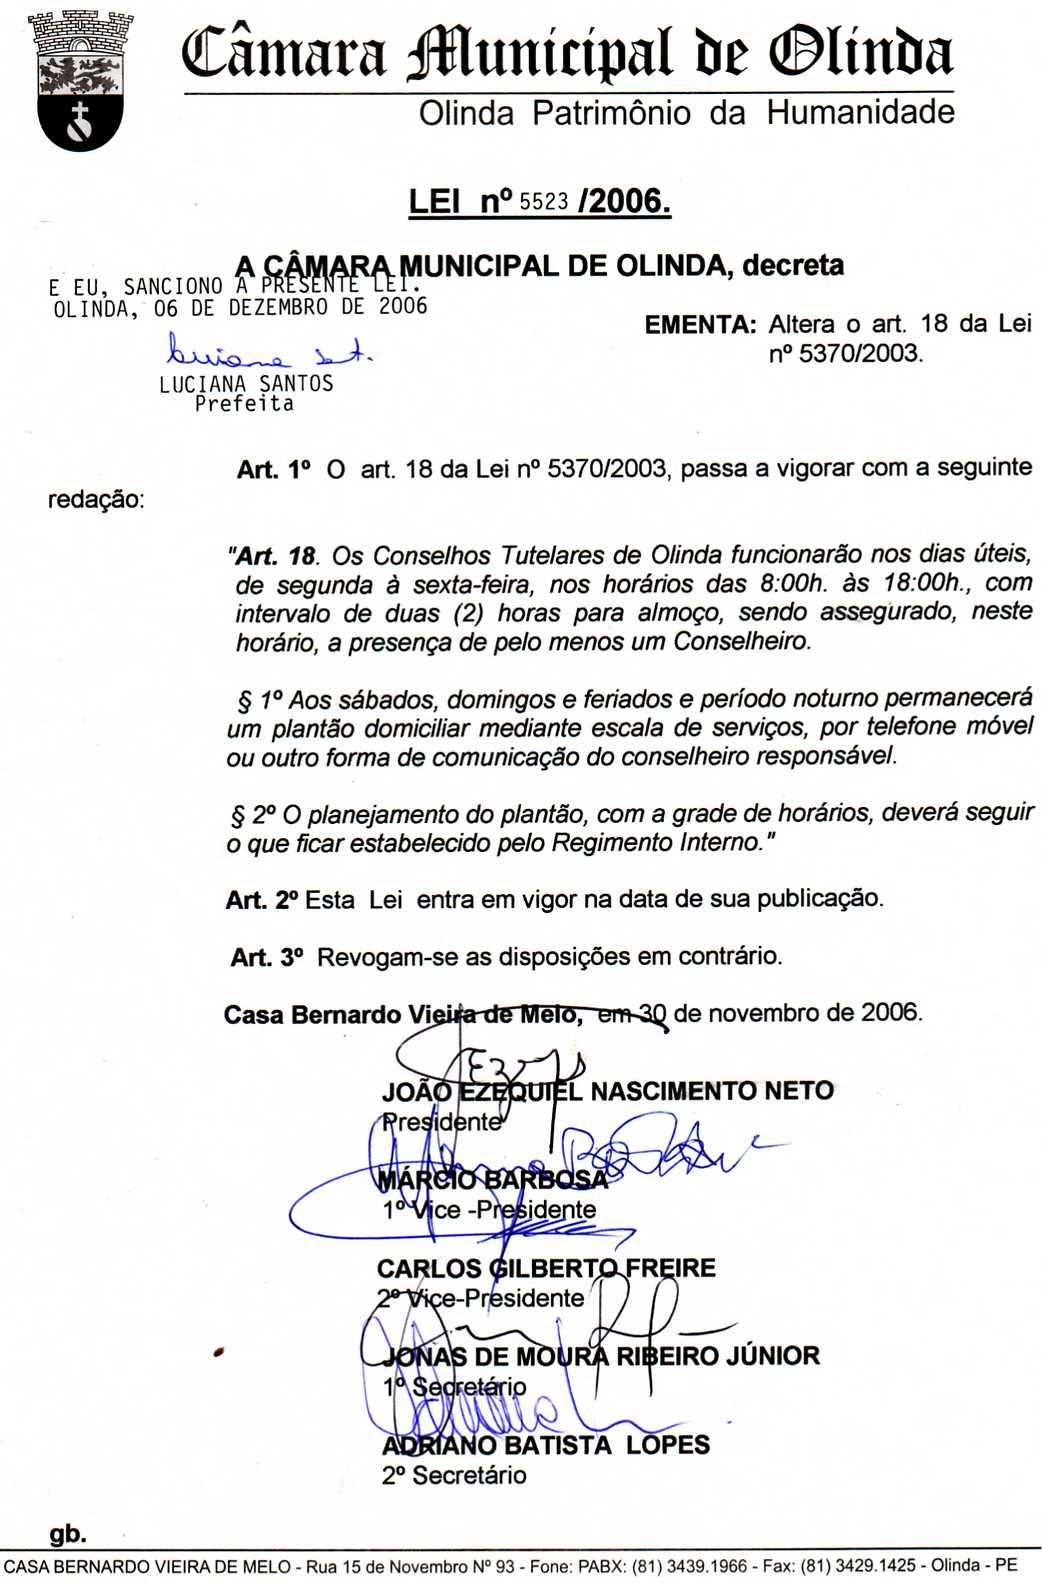 Câmara Municipal de Olinda
Olinda Patrimônio da Humanidade
LEI nº 5523 /2006.
A CÂMARA MUNICIPAL DE OLINDA, decreta
E EU, SANCIONO A PRESENTE LEI.
OLINDA, 06 DE DEZEMBRO DE 2006
EMENTA: Altera o art. 18 da Lei
nº 5370/2003.
LUCIANA SANTOS
Prefeita
Art. 1º O art. 18 da Lei nº 5370/2003, passa a vigorar com a seguinte
redação:
"Art. 18. Os Conselhos Tutelares de Olinda funcionarão nos dias úteis,
de segunda à sexta-feira, nos horários das 8:00h. às 18:00h., com
intervalo de duas (2) horas para almoço, sendo assegurado, neste
horário, a presença de pelo menos um Conselheiro.
§ 1º Aos sábados, domingos e feriados e período noturno permanecerá
um plantão domiciliar mediante escala de serviços, por telefone móvel
ou outro forma de comunicação do conselheiro responsável.
§ 2º O planejamento do plantão, com a grade de horários, deverá seguir
o que ficar estabelecido pelo Regimento Interno."
Art. 2º Esta Lei entra em vigor na data de sua publicação.
Art. 3º Revogam-se as disposições em contrário.
Casa Bernardo Vieira de Melo, em 30 de novembro de 2006.
JOÃO EZEQUIEL NASCIMENTO NETO
Presidente
MÁRCIO BARBOSA
1º Vice -Presidente
CARLOS GILBERTO FREIRE
2º Vice-Presidente
JONAS DE MOURA RIBEIRO JÚNIOR
1º Secretário
ADRIANO BATISTA LOPES
2º Secretário
gb.
CASA BERNARDO VIEIRA DE MELO - Rua 15 de Novembro Nº 93 - Fone: PABX: (81) 3439.1966 - Fax: (81) 3429.1425 - Olinda - PE